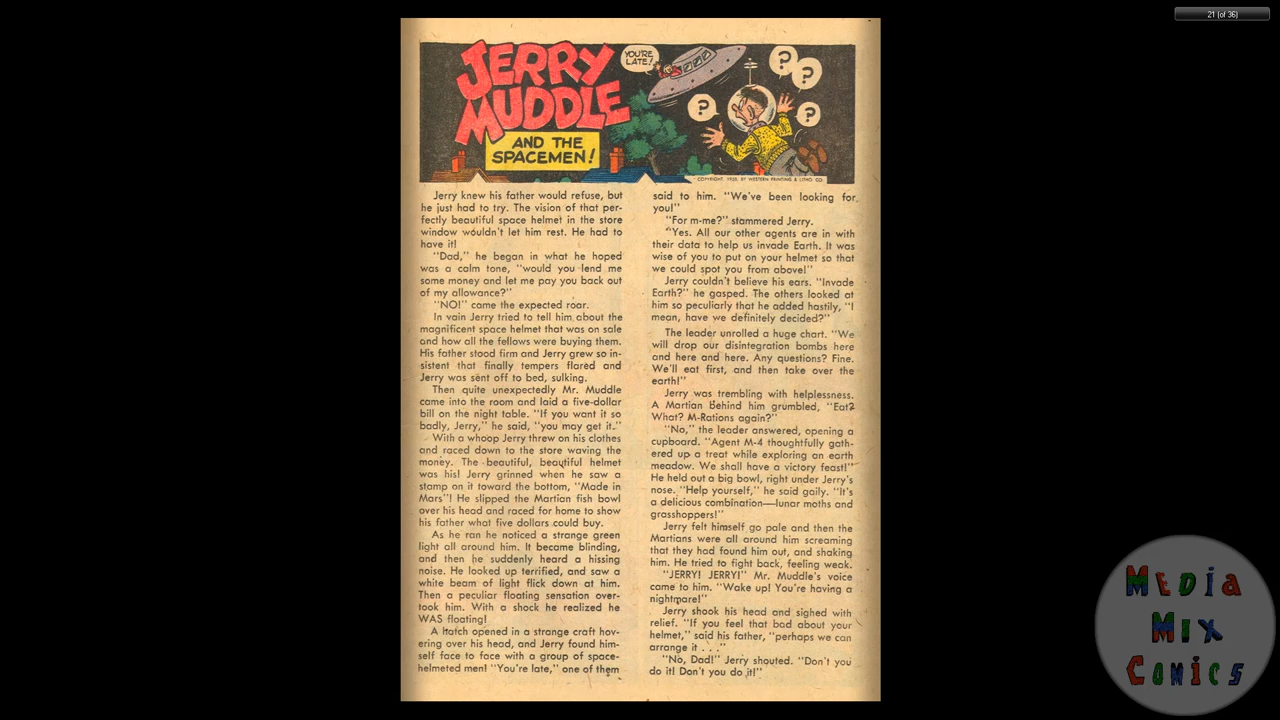 21 (of 36)
JERRY
MUDDLE
AND THE
SPACEMEN!
YOU'RE
LATE!
?
?
?
?
COPYRIGHT, 1958, BY WESTERN PRINTING & LITHO. CO.
Jerry knew his father would refuse, but
he just had to try. The vision of that per-
fectly beautiful space helmet in the store
window wouldn't let him rest. He had to
have it!
"Dad," he began in what he hoped
was a calm tone, "would you lend me
some money and let me pay you back out
of my allowance?"
"NO!" came the expected roar.
In vain Jerry tried to tell him about the
magnificent space helmet that was on sale
and how all the fellows were buying them.
His father stood firm and Jerry grew so in-
sistent that finally tempers flared and
Jerry was sent off to bed, sulking.
Then quite unexpectedly Mr. Muddle
came into the room and laid a five-dollar
bill on the night table. "If you want it so
badly, Jerry," he said, "you may get it."
With a whoop Jerry threw on his clothes
and raced down to the store waving the
money. The beautiful, beautiful helmet
was his! Jerry grinned when he saw a
stamp on it toward the bottom, "Made in
Mars"! He slipped the Martian fish bowl
over his head and raced for home to show
his father what five dollars could buy.
As he ran he noticed a strange green
light all around him. It became blinding,
and then he suddenly heard a hissing
noise. He looked up terrified, and saw a
white beam of light flick down at him.
Then a peculiar floating sensation over-
took him. With a shock he realized he
WAS floating!
A hatch opened in a strange craft hov-
ering over his head, and Jerry found him-
self face to face with a group of space-
helmeted men! "You're late," one of them
said to him. "We've been looking for
you!"
"For m-me?" stammered Jerry.
"Yes. All our other agents are in with
their data to help us invade Earth. It was
wise of you to put on your helmet so that
we could spot you from above!"
Jerry couldn't believe his ears. "Invade
Earth?" he gasped. The others looked at
him so peculiarly that he added hastily, "I
mean, have we definitely decided?"
The leader unrolled a huge chart. "We
will drop our disintegration bombs here
and here and here. Any questions? Fine.
We'll eat first, and then take over the
earth!"
Jerry was trembling with helplessness.
A Martian behind him grumbled, "Eat?
What? M-Rations again?"
"No," the leader answered, opening a
cupboard. "Agent M-4 thoughtfully gath-
ered up a treat while exploring an earth
meadow. We shall have a victory feast!"
He held out a big bowl, right under Jerry's
nose. "Help yourself," he said gaily. "It's
a delicious combination—lunar moths and
grasshoppers!"
Jerry felt himself go pale and then the
Martians were all around him screaming
that they had found him out, and shaking
him. He tried to fight back, feeling weak.
"JERRY! JERRY!" Mr. Muddle's voice
came to him. "Wake up! You're having a
nightmare!"
Jerry shook his head and sighed with
relief. "If you feel that bad about your
helmet," said his father, "perhaps we can
arrange it . . ."
"No, Dad!" Jerry shouted. "Don't you
do it! Don't you do it!"
MEDIA
MIX
COMICS